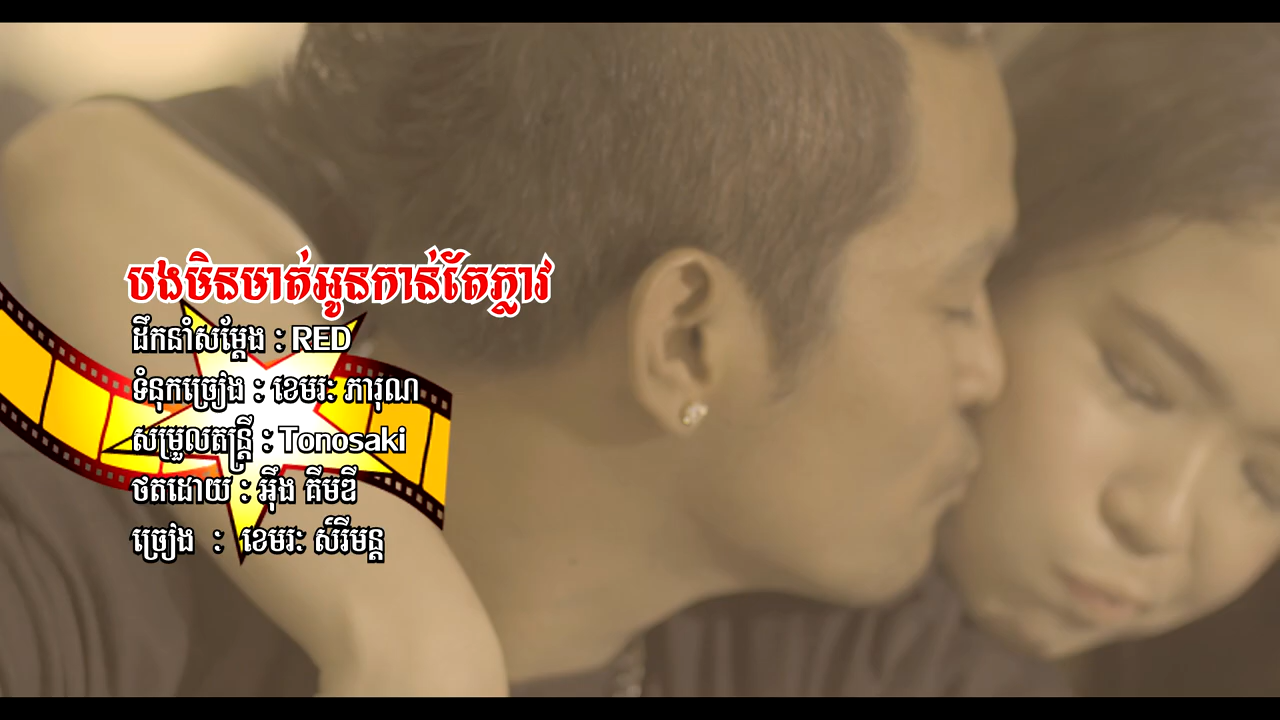 បងមិនមាត់អូនកាន់តែភ្លាវ
ដឹកនាំសម្ដែង : RED
ទំនុកច្រៀង : ខេមរៈ ភារុណ
សម្រួលតន្ត្រី : Tonosaki
ថតដោយ : អុឹង គីមឌី
ច្រៀង : ខេមរៈ ស៍រីមន្ត